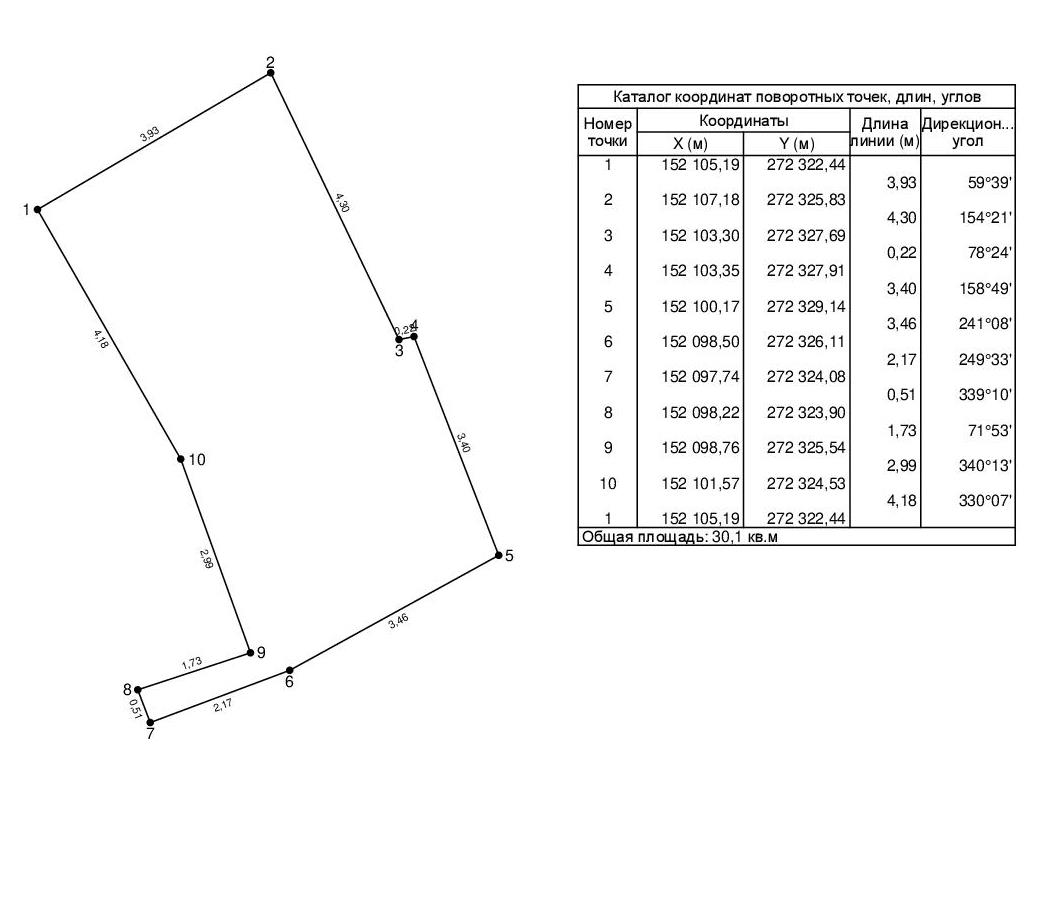 2
3,93
1
4,30
4,18
0,22
4
3
10
3,40
2,99
5
3,46
9
1,73
6
8
0,51
2,17
7
Каталог координат поворотных точек, длин, углов
Номер точки Координаты Длина линии (м) Дирекцион... угол
X (м) Y (м)
1 152 105,19 272 322,44
3,93 59°39'
2 152 107,18 272 325,83
4,30 154°21'
3 152 103,30 272 327,69
0,22 78°24'
4 152 103,35 272 327,91
3,40 158°49'
5 152 100,17 272 329,14
3,46 241°08'
6 152 098,50 272 326,11
2,17 249°33'
7 152 097,74 272 324,08
0,51 339°10'
8 152 098,22 272 323,90
1,73 71°53'
9 152 098,76 272 325,54
2,99 340°13'
10 152 101,57 272 324,53
4,18 330°07'
1 152 105,19 272 322,44
Общая площадь: 30,1 кв.м